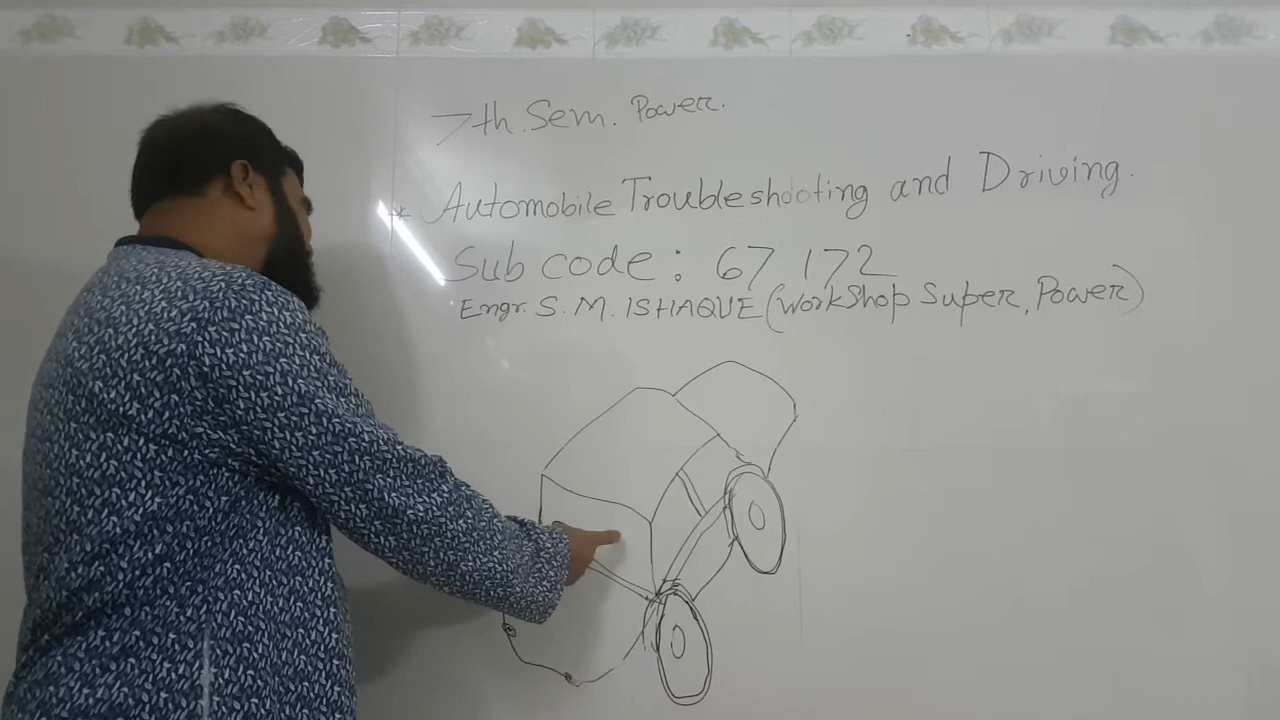 7th. Sem. Power.
* Automobile Troubleshooting and Driving.
Sub code: 67172
Engr. S. M. ISHAQUE (Workshop Super, Power)